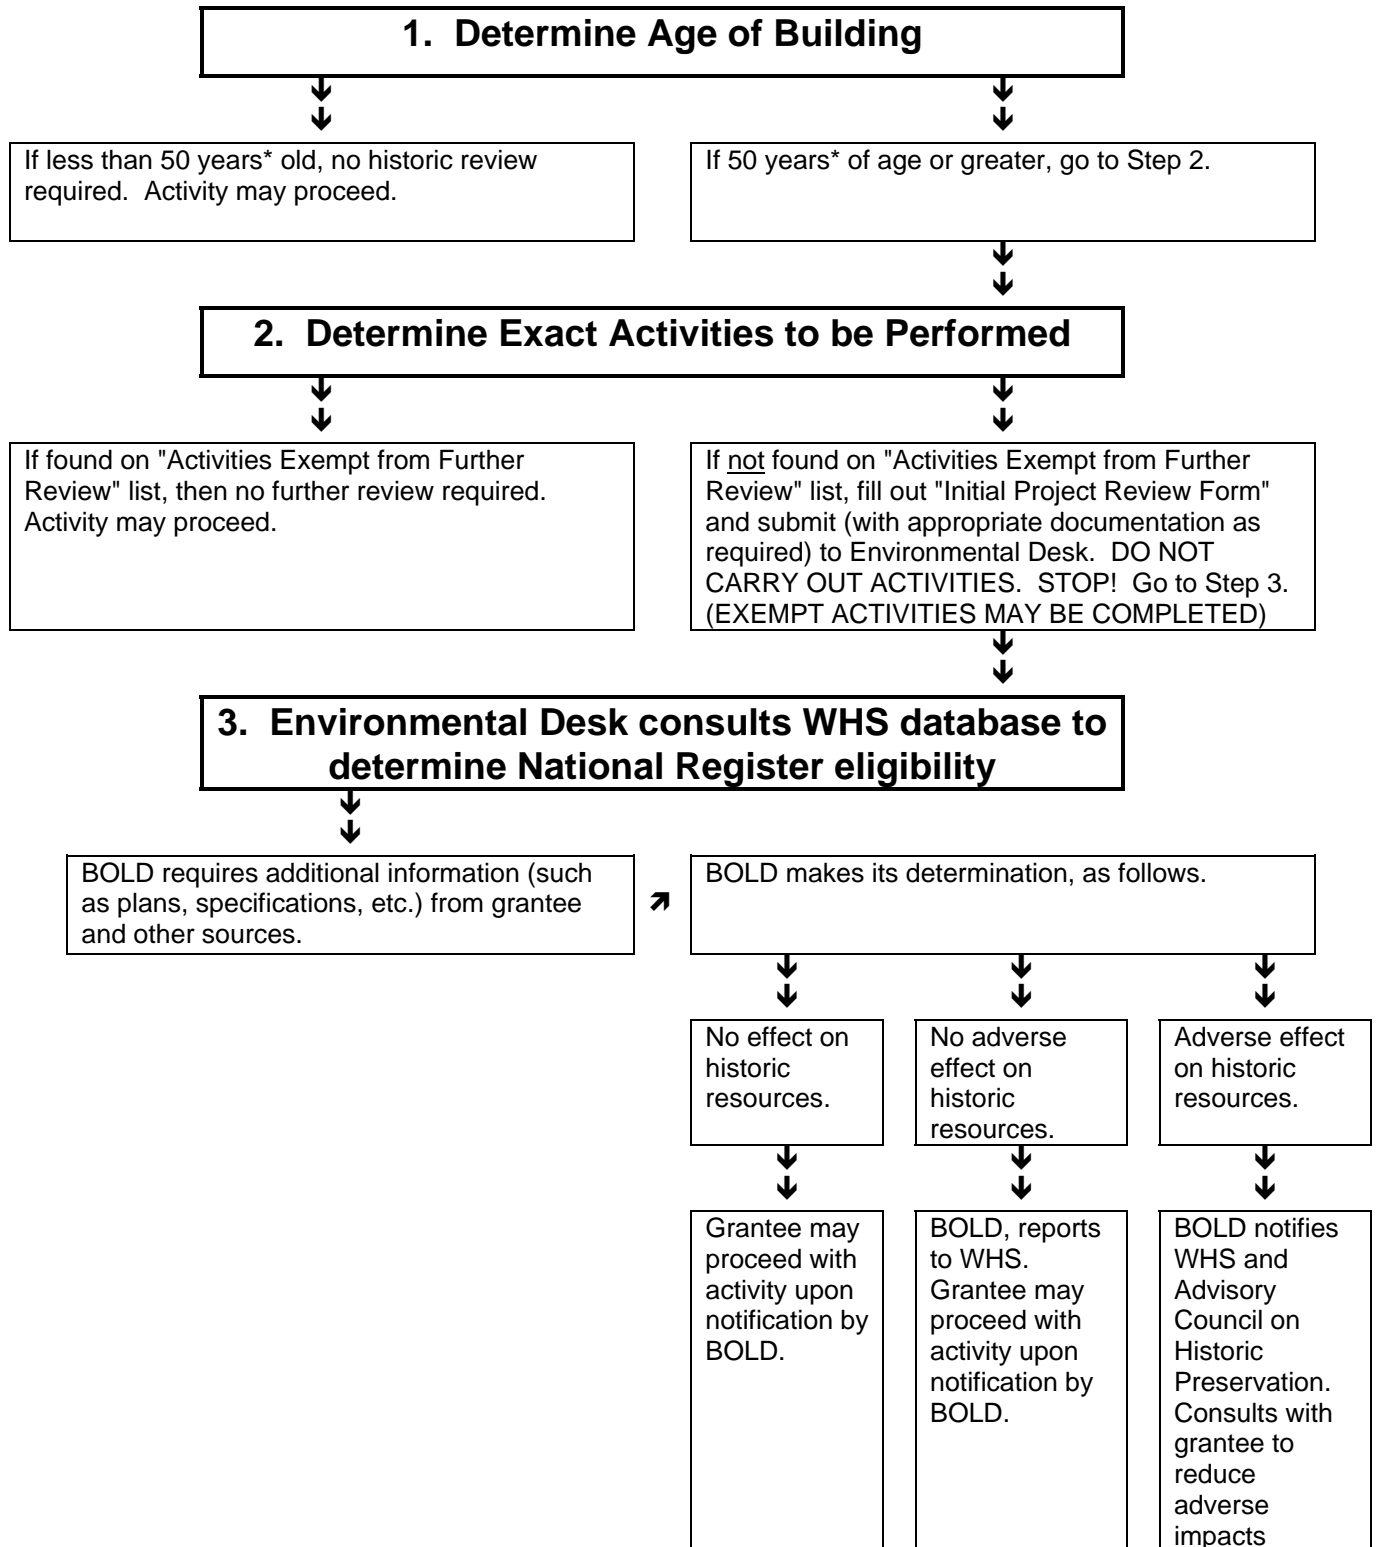 1. Determine Age of Building
If less than 50 years* old, no historic review
required. Activity may proceed.
If 50 years* of age or greater, go to Step 2.
2. Determine Exact Activities to be Performed
If found on "Activities Exempt from Further
Review" list, then no further review required.
Activity may proceed.
If not found on "Activities Exempt from Further
Review" list, fill out "Initial Project Review Form"
and submit (with appropriate documentation as
required) to Environmental Desk. DO NOT
CARRY OUT ACTIVITIES. STOP! Go to Step 3.
(EXEMPT ACTIVITIES MAY BE COMPLETED)
3. Environmental Desk consults WHS database to
determine National Register eligibility
BOLD requires additional information (such
as plans, specifications, etc.) from grantee
and other sources.
BOLD makes its determination, as follows.
No effect on
historic
resources.
No adverse
effect on
historic
resources.
Adverse effect
on historic
resources.
Grantee may
proceed with
activity upon
notification by
BOLD.
BOLD, reports
to WHS.
Grantee may
proceed with
activity upon
notification by
BOLD.
BOLD notifies
WHS and
Advisory
Council on
Historic
Preservation.
Consults with
grantee to
reduce
adverse
impacts